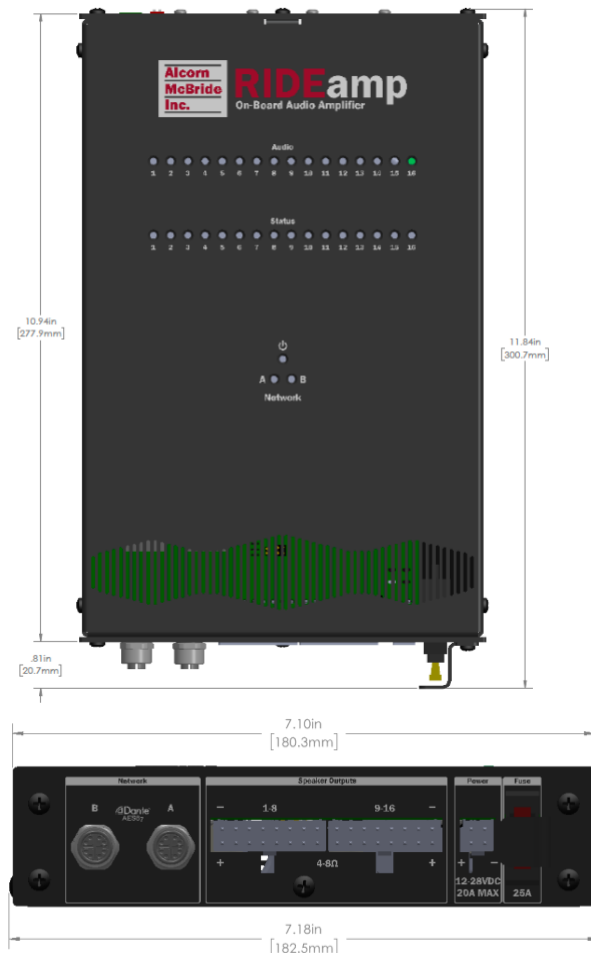 Alcorn
McBride
Inc.
RIDEamp
On-Board Audio Amplifier
Audio
1 2 3 4 5 6 7 8 9 10 11 12 13 14 15 16
Status
1 2 3 4 5 6 7 8 9 10 11 12 13 14 15 16
10.94in
[277.9mm]
11.84in
[300.7mm]
A B
Network
.81in
[20.7mm]
7.10in
[180.3mm]
Network
Speaker Outputs
Power
Fuse
B Dante A
AES67
− 1-8 9-16 −
+ 4-8Ω +
+ −
12-28VDC
20A MAX
25A
7.18in
[182.5mm]